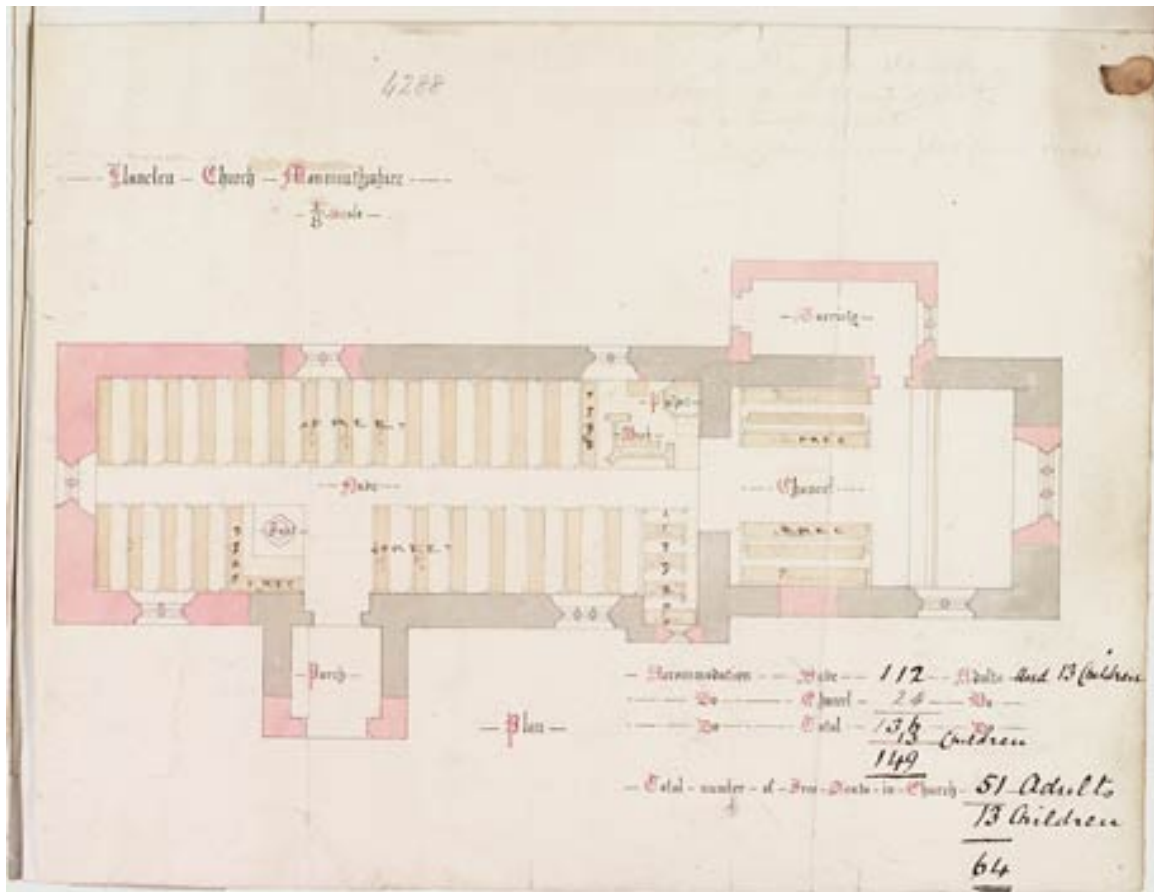 4288
Church - Monmouthshire
Scale
Vestry
Pulpit
Desk
FREE
Nave
Chancel
Font
FREE
FREE
Porch
Plan
Accommodation Nave 112 Adults and 13 Children
Do Chancel 24 Do
Do Total 136 Do
13 Children
149
Total number of Free Seats in Church 51 Adults
13 Children
64